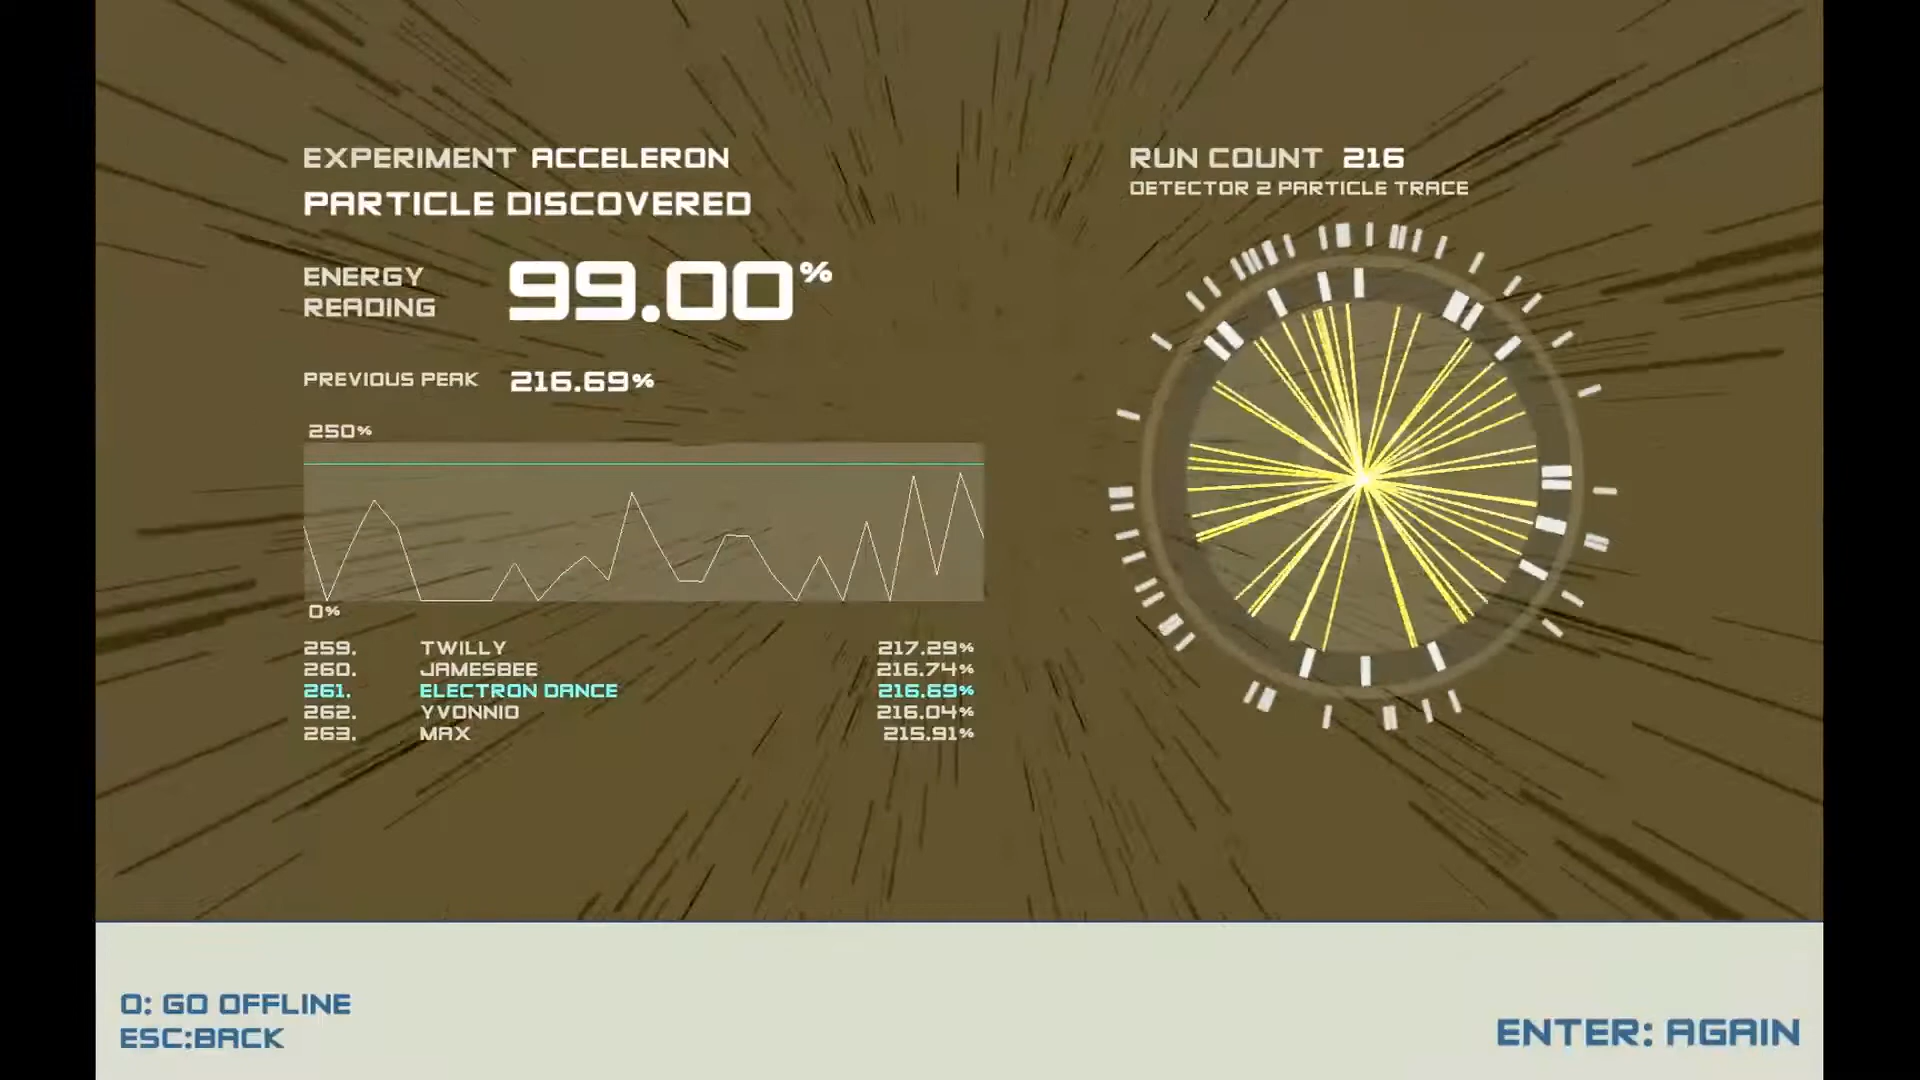 EXPERIMENT ACCELERON
PARTICLE DISCOVERED
ENERGY READING 99.00%
PREVIOUS PEAK 216.69%
250%
0%
259. TWILLY 217.29%
260. JAMESBEE 216.74%
261. ELECTRON DANCE 216.69%
262. YVONNIO 216.04%
263. MAX 215.91%
RUN COUNT 216
DETECTOR 2 PARTICLE TRACE
O: GO OFFLINE
ESC:BACK
ENTER: AGAIN